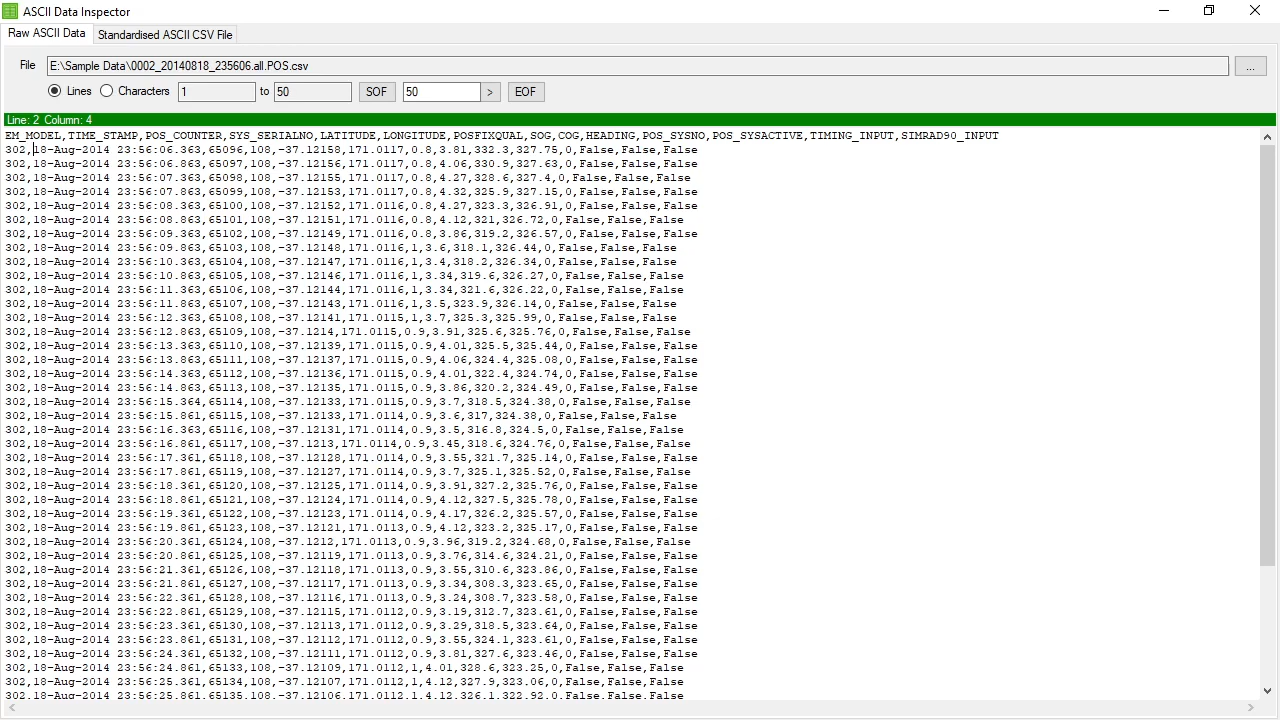 ASCII Data Inspector
Raw ASCII Data Standardised ASCII CSV File
File E:\Sample Data\0002_20140818_235606.all.POS.csv ...
Lines Characters 1 to 50 SOF 50 > EOF
Line: 2 Column: 4
EM_MODEL,TIME_STAMP,POS_COUNTER,SYS_SERIALNO,LATITUDE,LONGITUDE,POSFIXQUAL,SOG,COG,HEADING,POS_SYSNO,POS_SYSACTIVE,TIMING_INPUT,SIMRAD90_INPUT
302,18-Aug-2014 23:56:06.363,65096,108,-37.12158,171.0117,0.8,3.81,332.3,327.75,0,False,False,False
302,18-Aug-2014 23:56:06.863,65097,108,-37.12156,171.0117,0.8,4.06,330.9,327.63,0,False,False,False
302,18-Aug-2014 23:56:07.363,65098,108,-37.12155,171.0117,0.8,4.27,328.6,327.4,0,False,False,False
302,18-Aug-2014 23:56:07.863,65099,108,-37.12153,171.0117,0.8,4.32,325.9,327.15,0,False,False,False
302,18-Aug-2014 23:56:08.363,65100,108,-37.12152,171.0116,0.8,4.27,323.3,326.91,0,False,False,False
302,18-Aug-2014 23:56:08.863,65101,108,-37.12151,171.0116,0.8,4.12,321,326.72,0,False,False,False
302,18-Aug-2014 23:56:09.363,65102,108,-37.12149,171.0116,0.8,3.86,319.2,326.57,0,False,False,False
302,18-Aug-2014 23:56:09.863,65103,108,-37.12148,171.0116,1,3.6,318.1,326.44,0,False,False,False
302,18-Aug-2014 23:56:10.363,65104,108,-37.12147,171.0116,1,3.4,318.2,326.34,0,False,False,False
302,18-Aug-2014 23:56:10.863,65105,108,-37.12146,171.0116,1,3.34,319.6,326.27,0,False,False,False
302,18-Aug-2014 23:56:11.363,65106,108,-37.12144,171.0116,1,3.34,321.6,326.22,0,False,False,False
302,18-Aug-2014 23:56:11.863,65107,108,-37.12143,171.0116,1,3.5,323.9,326.14,0,False,False,False
302,18-Aug-2014 23:56:12.363,65108,108,-37.12141,171.0115,1,3.7,325.3,325.99,0,False,False,False
302,18-Aug-2014 23:56:12.863,65109,108,-37.1214,171.0115,0.9,3.91,325.6,325.76,0,False,False,False
302,18-Aug-2014 23:56:13.363,65110,108,-37.12139,171.0115,0.9,4.01,325.5,325.44,0,False,False,False
302,18-Aug-2014 23:56:13.863,65111,108,-37.12137,171.0115,0.9,4.06,324.4,325.08,0,False,False,False
302,18-Aug-2014 23:56:14.363,65112,108,-37.12136,171.0115,0.9,4.01,322.4,324.74,0,False,False,False
302,18-Aug-2014 23:56:14.863,65113,108,-37.12135,171.0115,0.9,3.86,320.2,324.49,0,False,False,False
302,18-Aug-2014 23:56:15.364,65114,108,-37.12133,171.0115,0.9,3.7,318.5,324.38,0,False,False,False
302,18-Aug-2014 23:56:15.861,65115,108,-37.12133,171.0114,0.9,3.6,317,324.38,0,False,False,False
302,18-Aug-2014 23:56:16.363,65116,108,-37.12131,171.0114,0.9,3.5,316.8,324.5,0,False,False,False
302,18-Aug-2014 23:56:16.861,65117,108,-37.1213,171.0114,0.9,3.45,318.6,324.76,0,False,False,False
302,18-Aug-2014 23:56:17.361,65118,108,-37.12128,171.0114,0.9,3.55,321.7,325.14,0,False,False,False
302,18-Aug-2014 23:56:17.861,65119,108,-37.12127,171.0114,0.9,3.7,325.1,325.52,0,False,False,False
302,18-Aug-2014 23:56:18.361,65120,108,-37.12125,171.0114,0.9,3.91,327.2,325.76,0,False,False,False
302,18-Aug-2014 23:56:18.861,65121,108,-37.12124,171.0114,0.9,4.12,327.5,325.78,0,False,False,False
302,18-Aug-2014 23:56:19.361,65122,108,-37.12123,171.0114,0.9,4.17,326.2,325.57,0,False,False,False
302,18-Aug-2014 23:56:19.861,65123,108,-37.12121,171.0113,0.9,4.12,323.2,325.17,0,False,False,False
302,18-Aug-2014 23:56:20.361,65124,108,-37.1212,171.0113,0.9,3.96,319.2,324.68,0,False,False,False
302,18-Aug-2014 23:56:20.861,65125,108,-37.12119,171.0113,0.9,3.76,314.6,324.21,0,False,False,False
302,18-Aug-2014 23:56:21.361,65126,108,-37.12118,171.0113,0.9,3.55,310.6,323.86,0,False,False,False
302,18-Aug-2014 23:56:21.861,65127,108,-37.12117,171.0113,0.9,3.34,308.3,323.65,0,False,False,False
302,18-Aug-2014 23:56:22.361,65128,108,-37.12116,171.0113,0.9,3.24,308.7,323.58,0,False,False,False
302,18-Aug-2014 23:56:22.861,65129,108,-37.12115,171.0112,0.9,3.19,312.7,323.61,0,False,False,False
302,18-Aug-2014 23:56:23.361,65130,108,-37.12113,171.0112,0.9,3.29,318.5,323.64,0,False,False,False
302,18-Aug-2014 23:56:23.861,65131,108,-37.12112,171.0112,0.9,3.55,324.1,323.61,0,False,False,False
302,18-Aug-2014 23:56:24.361,65132,108,-37.12111,171.0112,0.9,3.81,327.6,323.46,0,False,False,False
302,18-Aug-2014 23:56:24.861,65133,108,-37.12109,171.0112,1,4.01,328.6,323.25,0,False,False,False
302,18-Aug-2014 23:56:25.361,65134,108,-37.12107,171.0112,1,4.12,327.9,323.06,0,False,False,False
302,18-Aug-2014 23:56:25.861,65135,108,-37.12106,171.0112,1,4.12,326.1,322.92,0,False,False,False